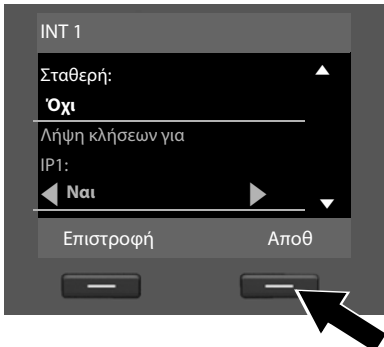 INT 1
Σταθερή:
Όχι
Λήψη κλήσεων για
IP1:
Ναι
Επιστροφή Αποθ